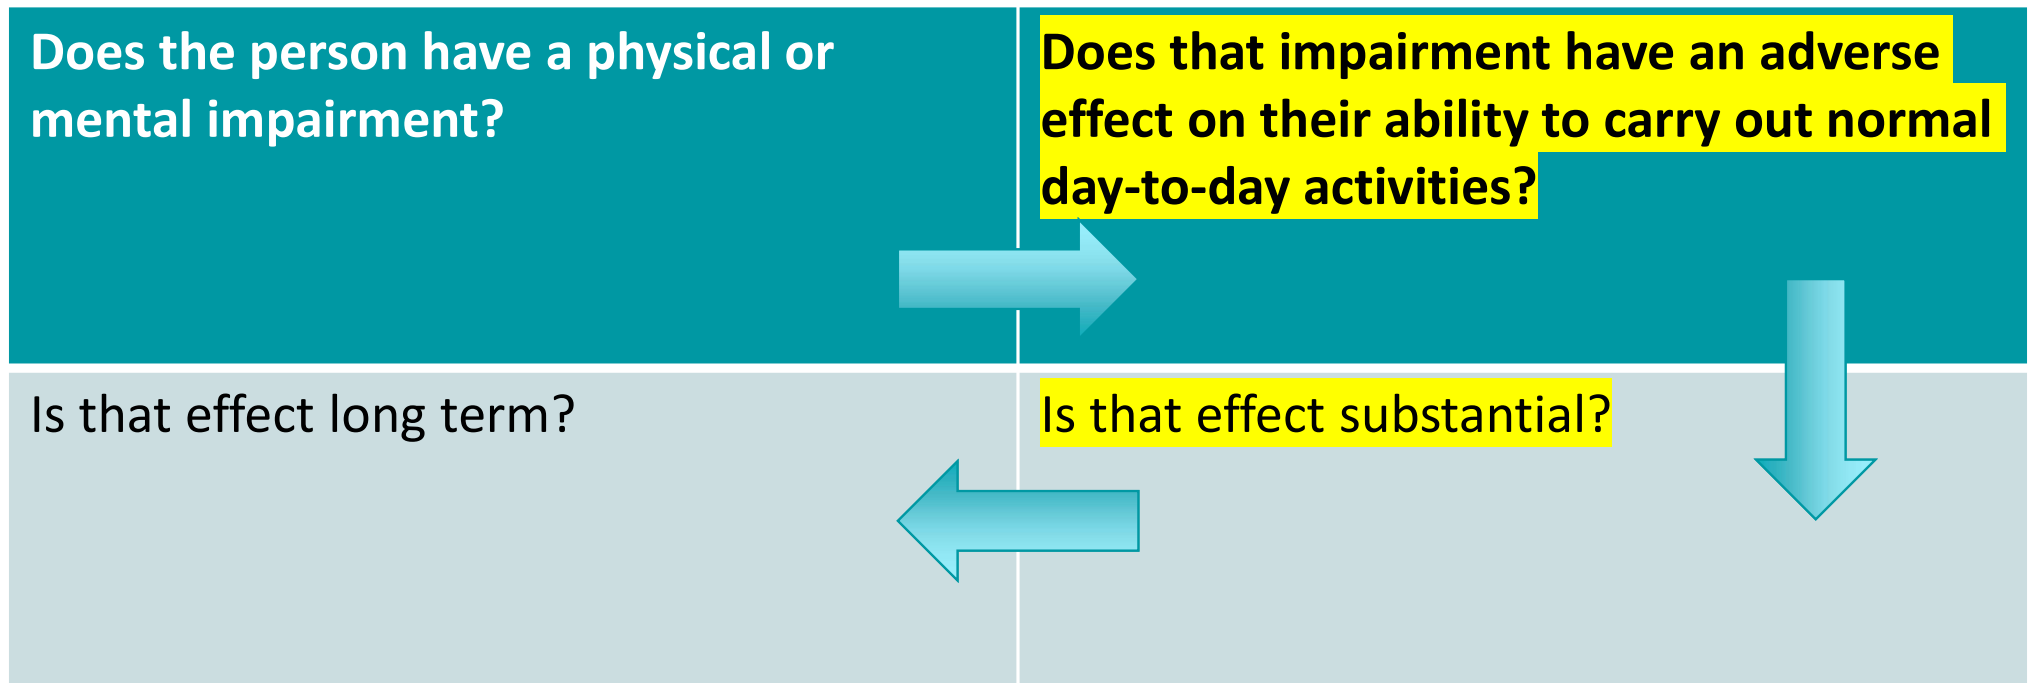 Does the person have a physical or
mental impairment?
Does that impairment have an adverse
effect on their ability to carry out normal
day-to-day activities?
Is that effect long term?
Is that effect substantial?